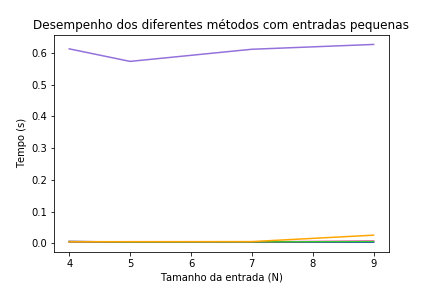 Desempenho dos diferentes métodos com entradas pequenas
0.6
0.5
0.4
0.3
0.2
0.1
0.0
Tempo (s)
4 5 6 7 8 9
Tamanho da entrada (N)